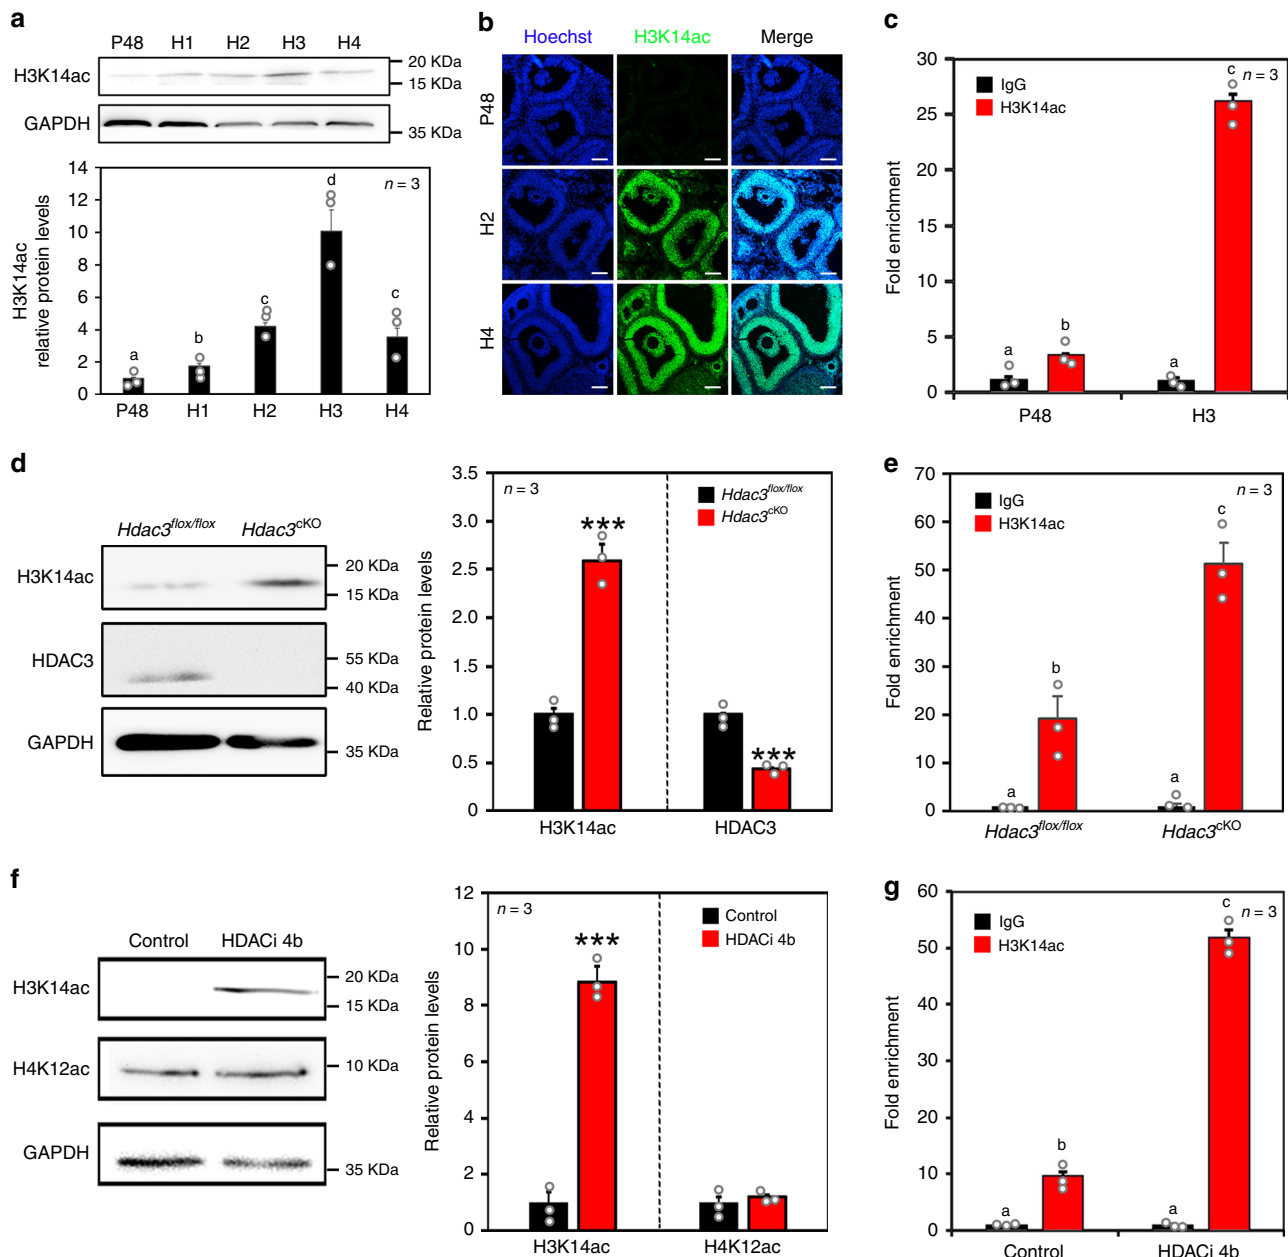 a
P48 H1 H2 H3 H4
H3K14ac
20 KDa
15 KDa
GAPDH
35 KDa
H3K14ac
relative protein levels
14
12
10
8
6
4
2
0
n = 3
a
b
c
d
c
P48 H1 H2 H3 H4
b
Hoechst H3K14ac Merge
P48
H2
H4
c
Fold enrichment
30
25
20
15
10
5
0
IgG
H3K14ac
n = 3
a
b
a
c
P48 H3
d
Hdac3flox/flox Hdac3cKO
H3K14ac
20 KDa
15 KDa
HDAC3
55 KDa
40 KDa
GAPDH
35 KDa
Relative protein levels
3.5
3.0
2.5
2.0
1.5
1.0
0.5
0
n = 3
Hdac3flox/flox
Hdac3cKO
***
***
H3K14ac HDAC3
e
Fold enrichment
70
60
50
40
30
20
10
0
IgG
H3K14ac
n = 3
a
b
a
c
Hdac3flox/flox Hdac3cKO
f
Control HDACi 4b
H3K14ac
20 KDa
15 KDa
H4K12ac
10 KDa
GAPDH
35 KDa
Relative protein levels
12
10
8
6
4
2
0
n = 3
Control
HDACi 4b
***
H3K14ac H4K12ac
g
Fold enrichment
60
50
40
30
20
10
0
IgG
H3K14ac
n = 3
a
b
a
c
Control HDACi 4b